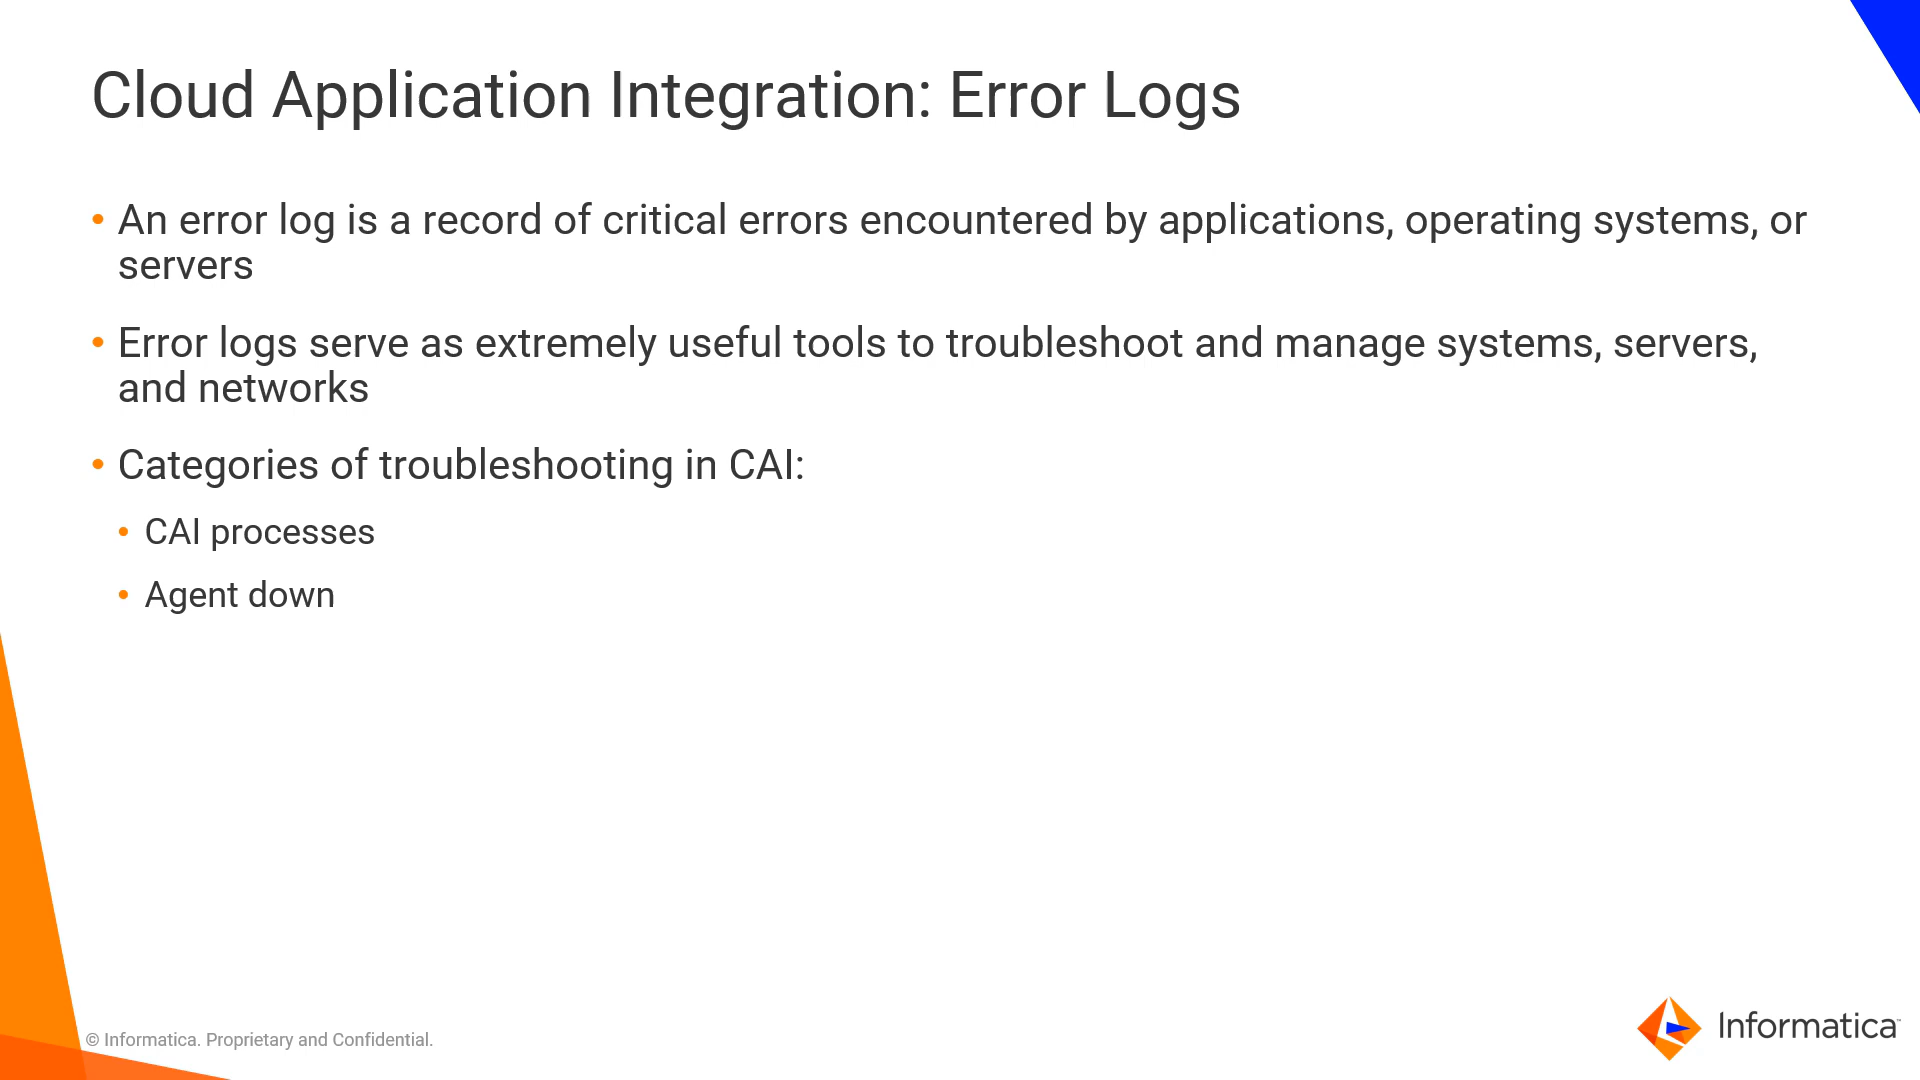 Cloud Application Integration: Error Logs
• An error log is a record of critical errors encountered by applications, operating systems, or
servers
• Error logs serve as extremely useful tools to troubleshoot and manage systems, servers,
and networks
• Categories of troubleshooting in CAI:
• CAI processes
• Agent down
© Informatica. Proprietary and Confidential.
Informatica™